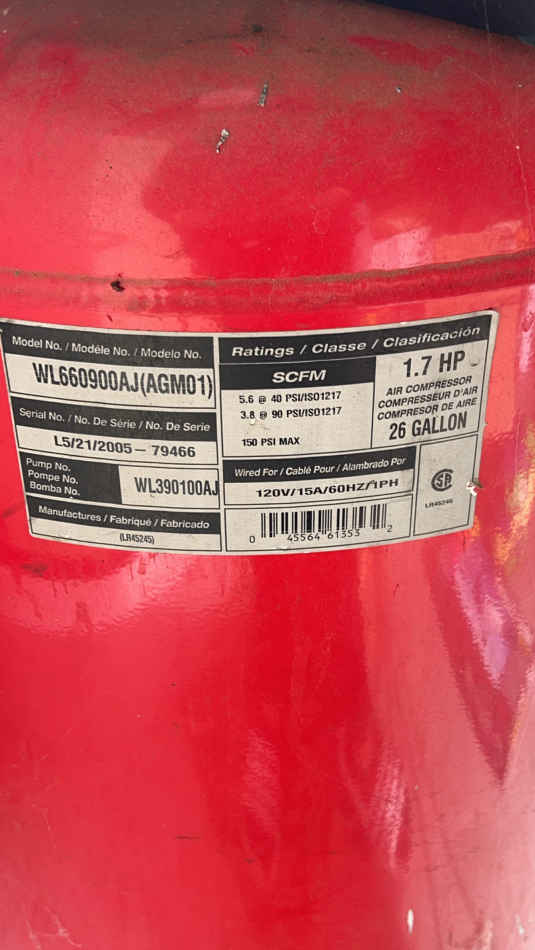 Model No. / Modéle No. / Modelo No.
WL660900AJ(AGM01)
Serial No. / No. De Série / No. De Serie
L5/21/2005 – 79466
Pump No.
Pompe No.
Bomba No.
WL390100AJ
Manufactures / Fabriqué / Fabricado
(LR45245)
Ratings / Classe / Clasificación
SCFM
5.6 @ 40 PSI/ISO1217
3.8 @ 90 PSI/ISO1217
150 PSI MAX
1.7 HP
AIR COMPRESSOR
COMPRESSEUR D'AIR
COMPRESOR DE AIRE
26 GALLON
Wired For / Cablé Pour / Alambrado Por
120V/15A/60HZ/1PH
0 45564 61353 2
LR45245